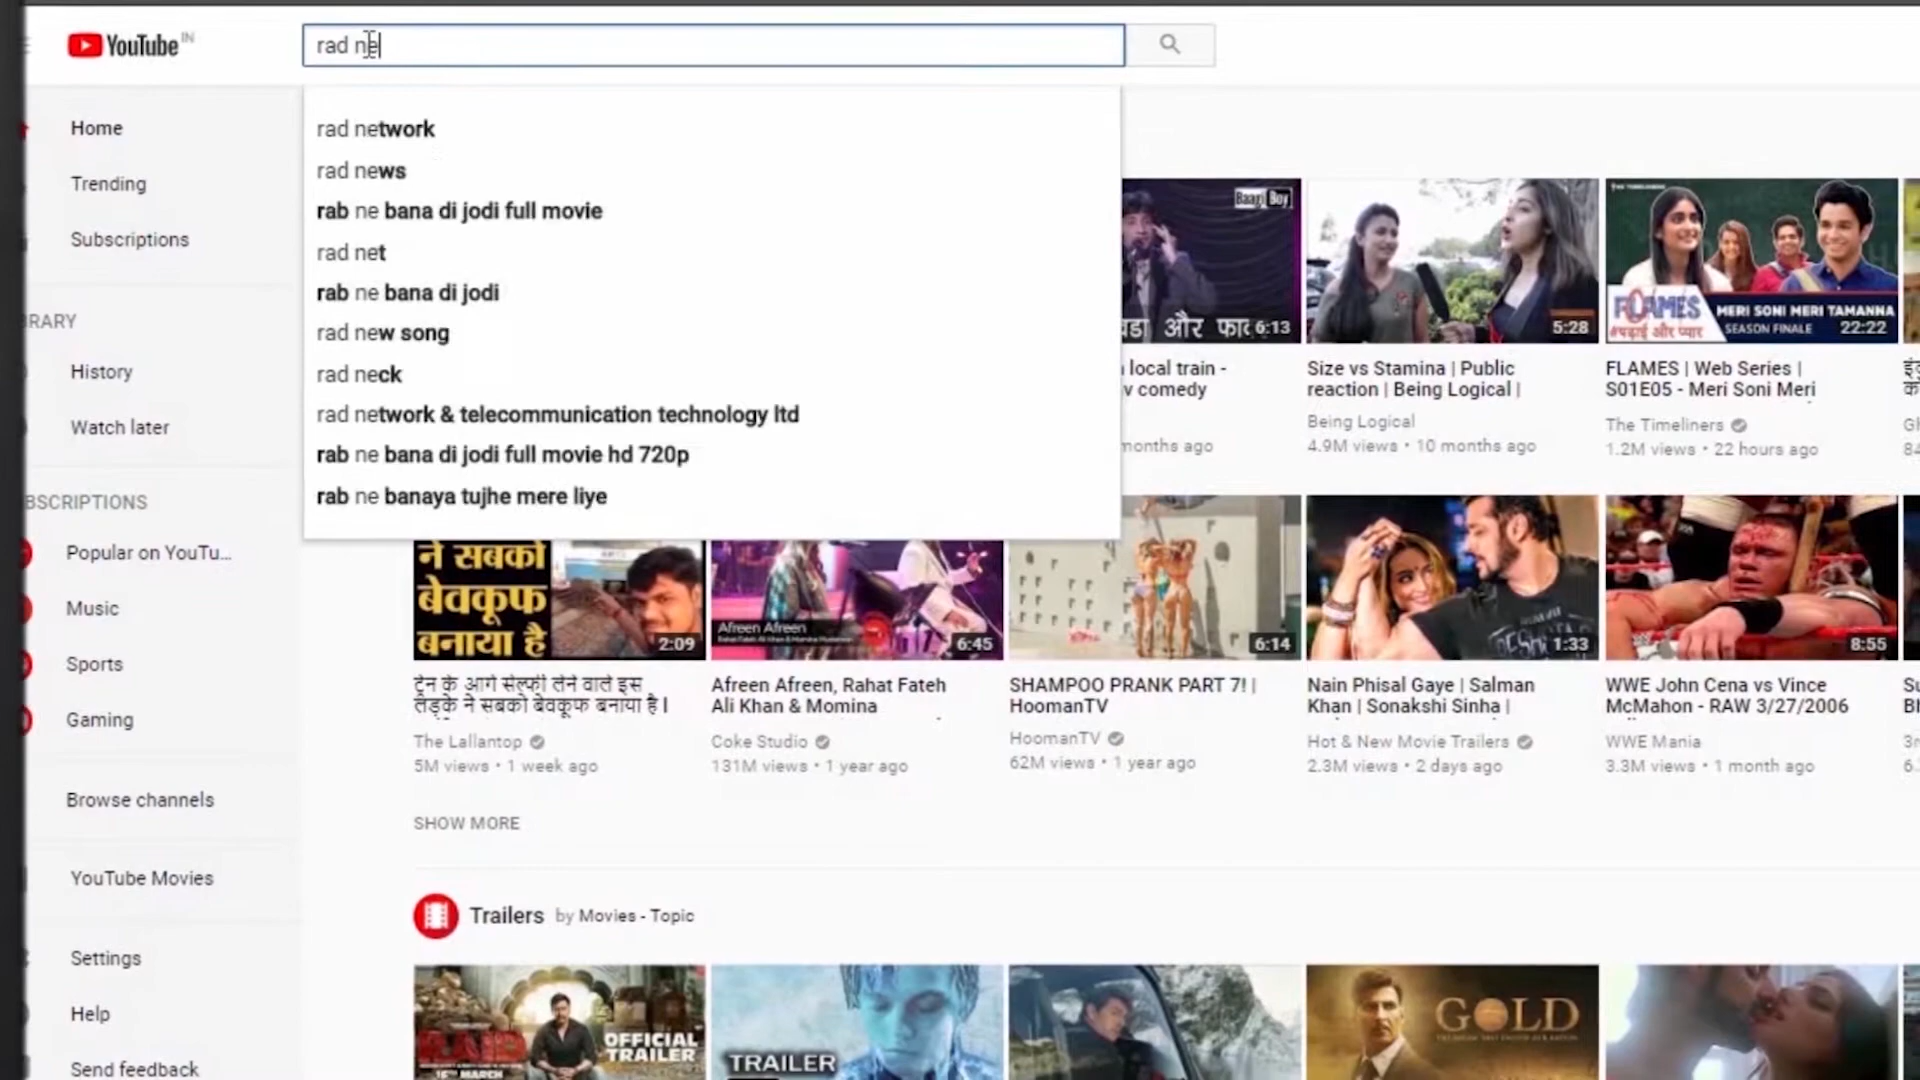 YouTube IN
rad ne
rad network
rad news
rab ne bana di jodi full movie
rad net
rab ne bana di jodi
rad new song
rad neck
rad network & telecommunication technology ltd
rab ne bana di jodi full movie hd 720p
rab ne banaya tujhe mere liye
Home
Trending
Subscriptions
RARY
History
Watch later
BSCRIPTIONS
Popular on YouTu...
Music
Sports
Gaming
Browse channels
YouTube Movies
Settings
Help
Send feedback
और
6:13
local train -
comedy
months ago
5:28
Size vs Stamina | Public
reaction | Being Logical |
Being Logical
4.9M views • 10 months ago
FLAMES
#पढ़ाई और प्यार
MERI SONI MERI TAMANNA
SEASON FINALE
22:22
FLAMES | Web Series |
S01E05 - Meri Soni Meri
The Timeliners
1.2M views • 22 hours ago
ने सबको
बेवकूफ
बनाया है
2:09
ट्रेन के आगे सेल्फी लेने वाले इस
लड़के ने सबको बेवकूफ बनाया है।
The Lallantop
5M views • 1 week ago
Afreen Afreen
6:45
Afreen Afreen, Rahat Fateh
Ali Khan & Momina
Coke Studio
131M views • 1 year ago
6:14
SHAMPOO PRANK PART 7! |
HoomanTV
HoomanTV
62M views • 1 year ago
1:33
Nain Phisal Gaye | Salman
Khan | Sonakshi Sinha |
Hot & New Movie Trailers
2.3M views • 2 days ago
8:55
WWE John Cena vs Vince
McMahon - RAW 3/27/2006
WWE Mania
3.3M views • 1 month ago
SHOW MORE
Trailers by Movies - Topic
RAID
OFFICIAL
TRAILER
16TH MARCH
TRAILER
GOLD